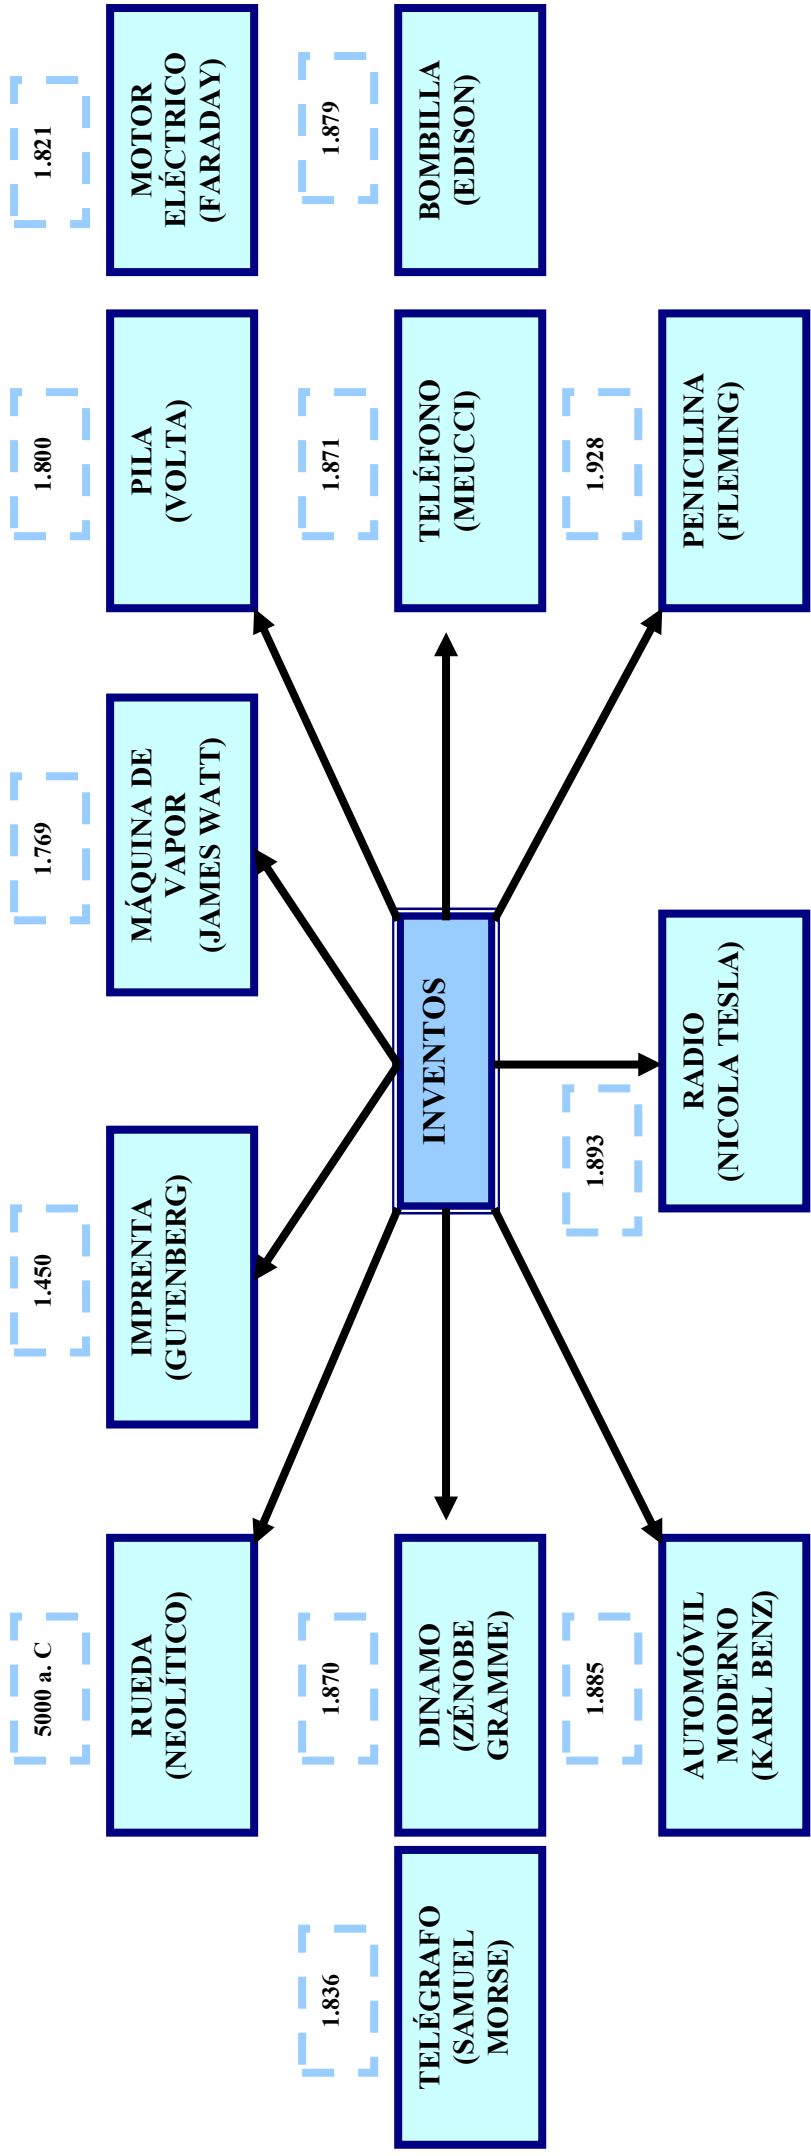 5000 a. C
RUEDA
(NEOLÍTICO)
1.450
IMPRENTA
(GUTENBERG)
1.769
MÁQUINA DE
VAPOR
(JAMES WATT)
1.800
PILA
(VOLTA)
1.821
MOTOR
ELÉCTRICO
(FARADAY)
1.836
TELÉGRAFO
(SAMUEL
MORSE)
1.870
DINAMO
(ZÉNOBE
GRAMME)
INVENTOS
1.871
TELÉFONO
(MEUCCI)
1.879
BOMBILLA
(EDISON)
1.885
AUTOMÓVIL
MODERNO
(KARL BENZ)
1.893
RADIO
(NICOLA TESLA)
1.928
PENICILINA
(FLEMING)